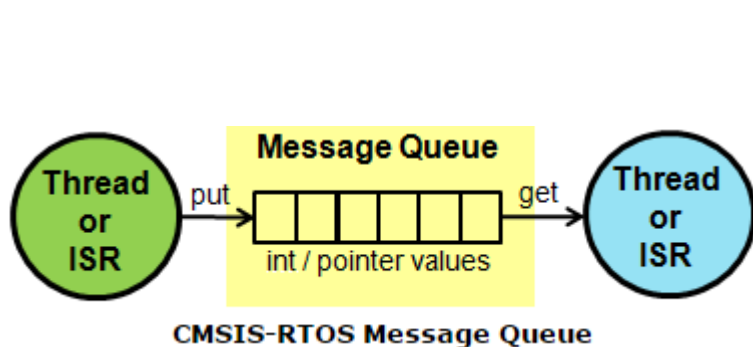 Message Queue
Thread
or
ISR
put
get
Thread
or
ISR
int / pointer values
CMSIS-RTOS Message Queue